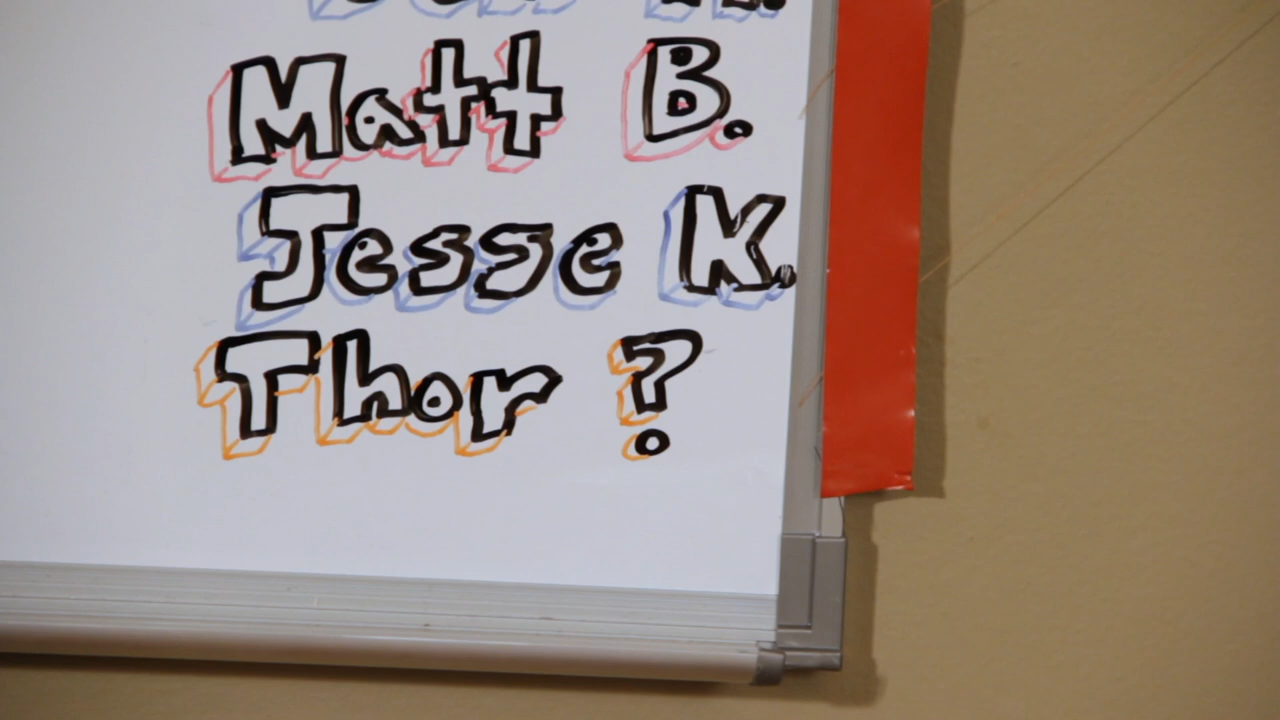 Matt B.
Jesse K.
Thor ?